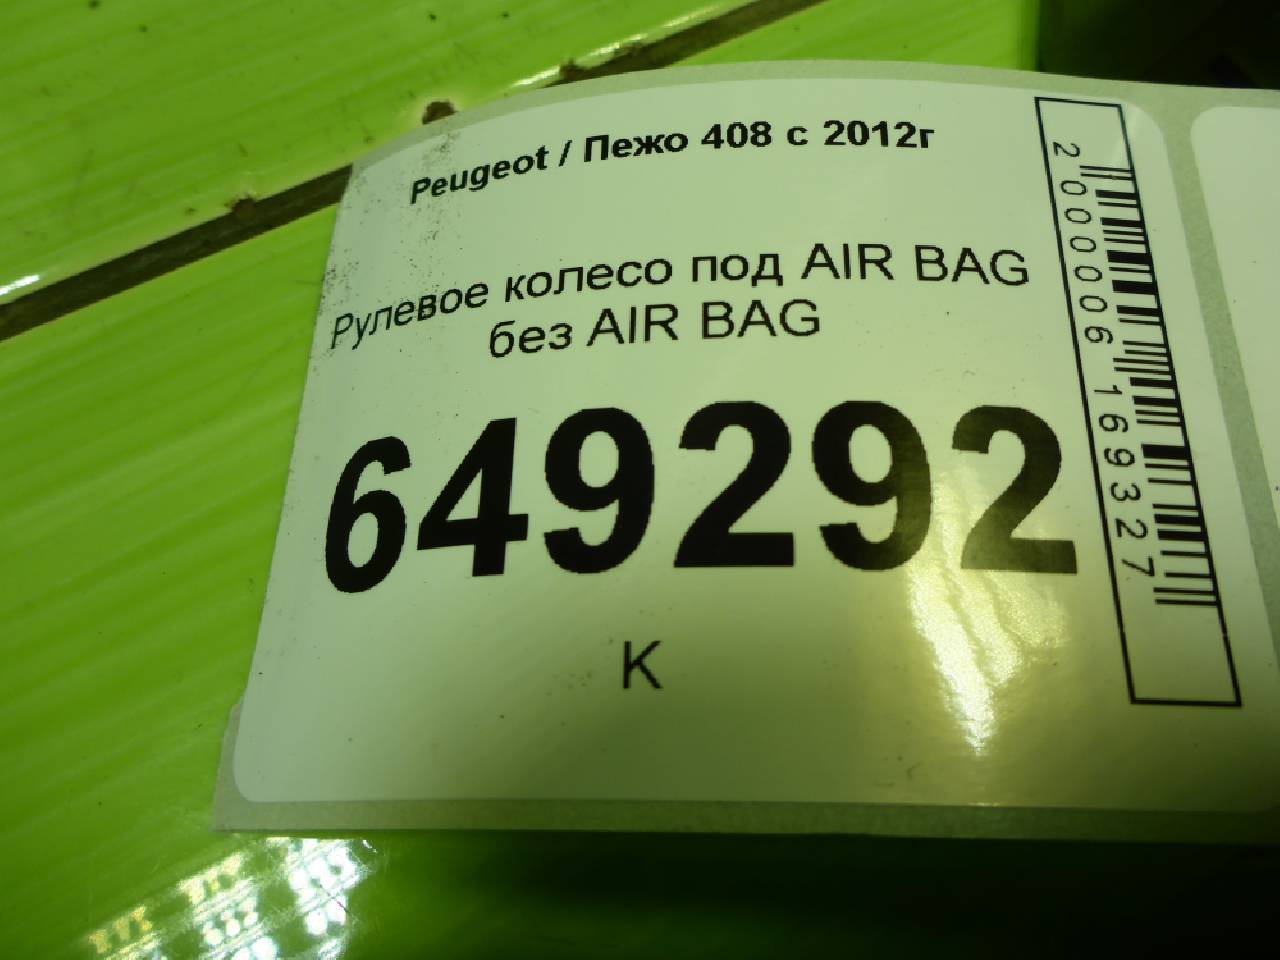 Peugeot / Пежо 408 с 2012г
Рулевое колесо под AIR BAG
без AIR BAG
649292
К
2000006169327